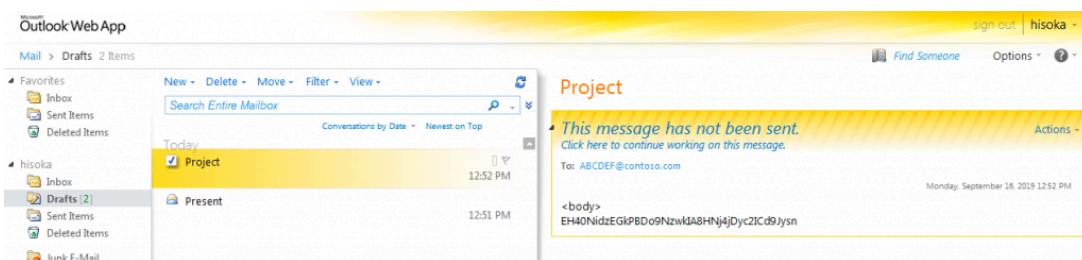 Microsoft
Outlook Web App
sign out hisoka
Mail > Drafts 2 Items
Find Someone Options
Favorites
Inbox
Sent Items
Deleted Items
hisoka
Inbox
Drafts [2]
Sent Items
Deleted Items
Junk E-Mail
New Delete Move Filter View
Search Entire Mailbox
Conversations by Date Newest on Top
Today
Project
12:52 PM
Present
12:51 PM
Project
This message has not been sent.
Actions
Click here to continue working on this message.
To: ABCDEF@contoso.com
Monday, September 16, 2019 12:52 PM
<body>
EH40NidzEGkPBDo9NzwkIA8HNj4jDyc2ICd9Jysn